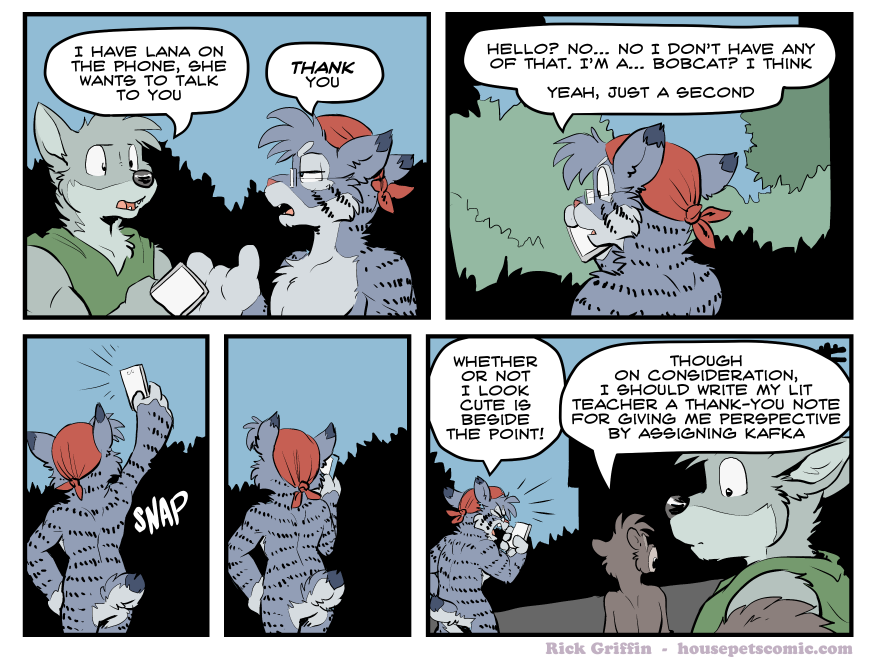 I HAVE LANA ON
THE PHONE, SHE
WANTS TO TALK
TO YOU
THANK
YOU
HELLO? NO... NO I DON'T HAVE ANY
OF THAT. I'M A... BOBCAT? I THINK
YEAH, JUST A SECOND
SNAP
WHETHER
OR NOT
I LOOK
CUTE IS
BESIDE
THE POINT!
THOUGH
ON CONSIDERATION,
I SHOULD WRITE MY LIT
TEACHER A THANK-YOU NOTE
FOR GIVING ME PERSPECTIVE
BY ASSIGNING KAFKA
Rick Griffin - housepetscomic.com